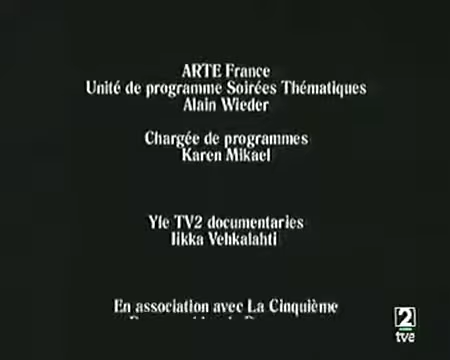 ARTE France
Unité de programme Soirées Thématiques
Alain Wieder
Chargée de programmes
Karen Mikael
Yle TV2 documentaries
Iikka Vehkalahti
En association avec La Cinquième
2
tve